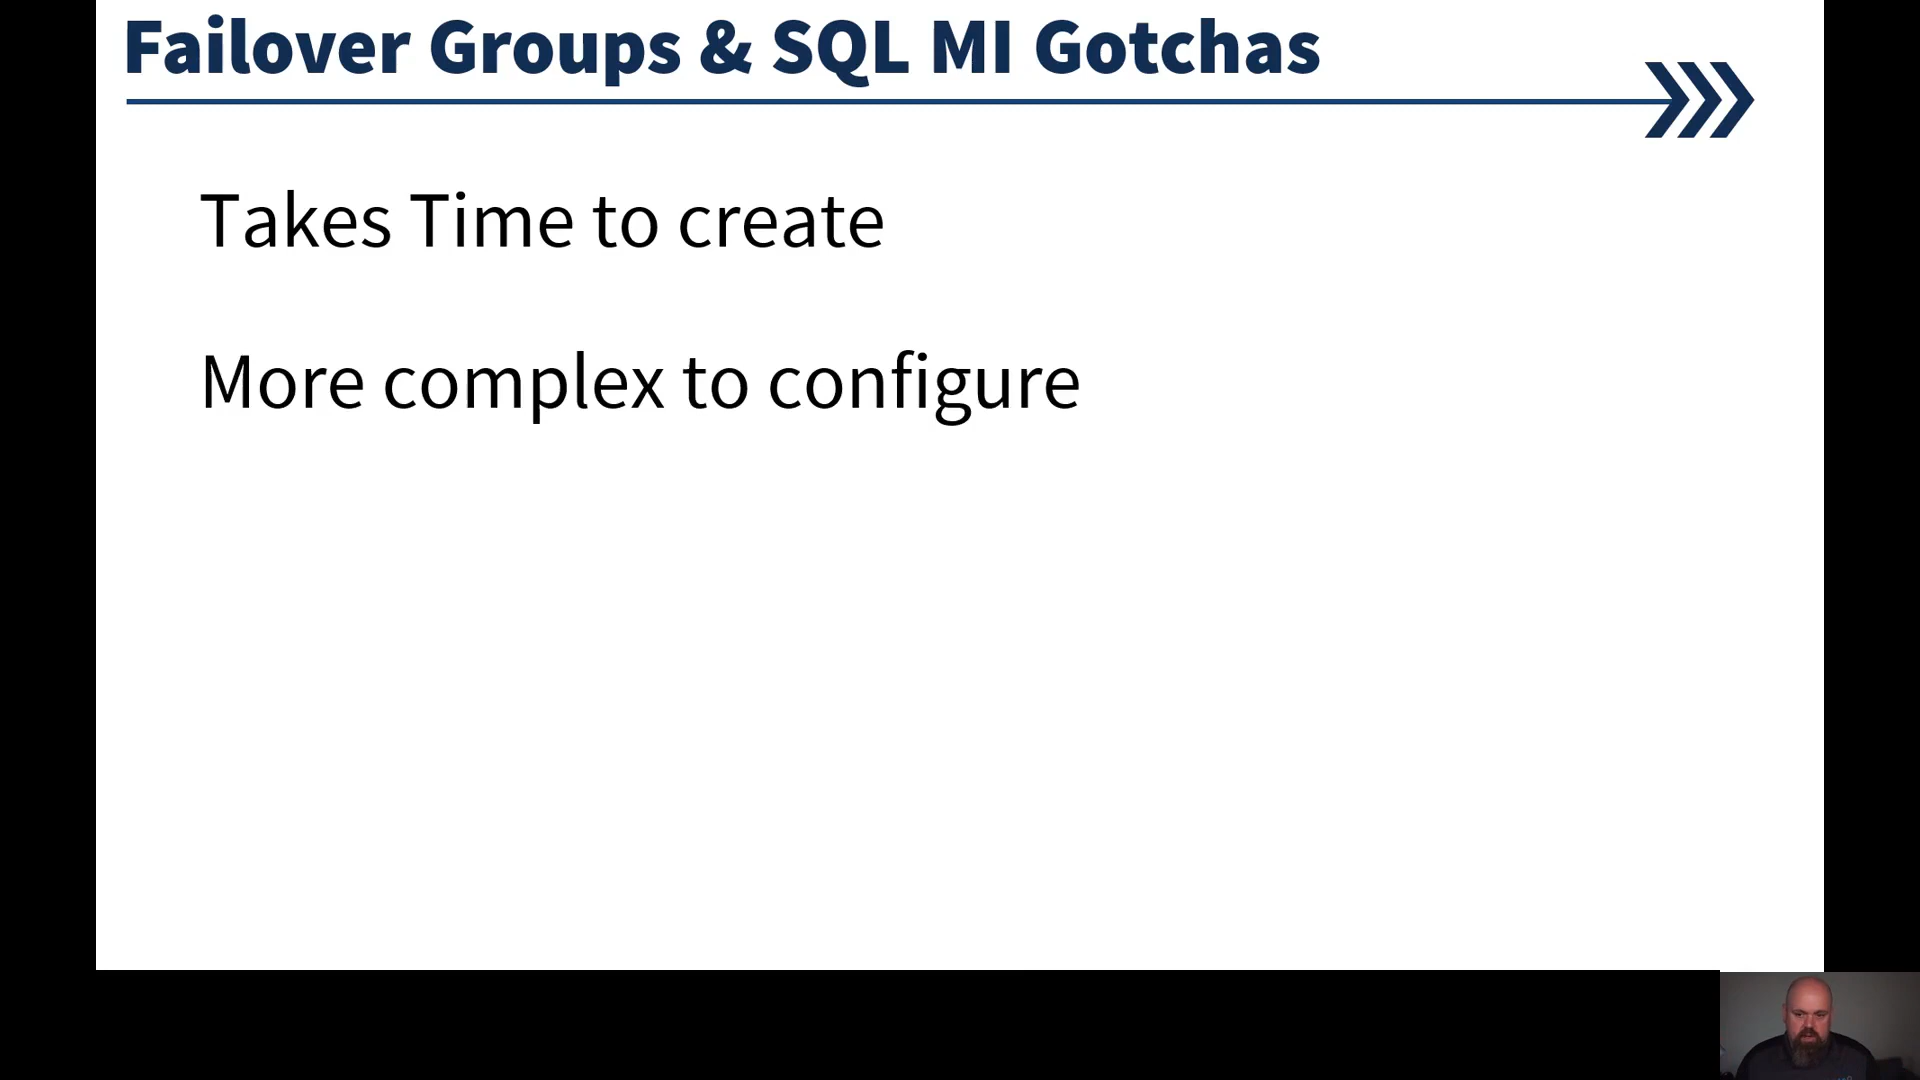 Failover Groups & SQL MI Gotchas
Takes Time to create
More complex to configure